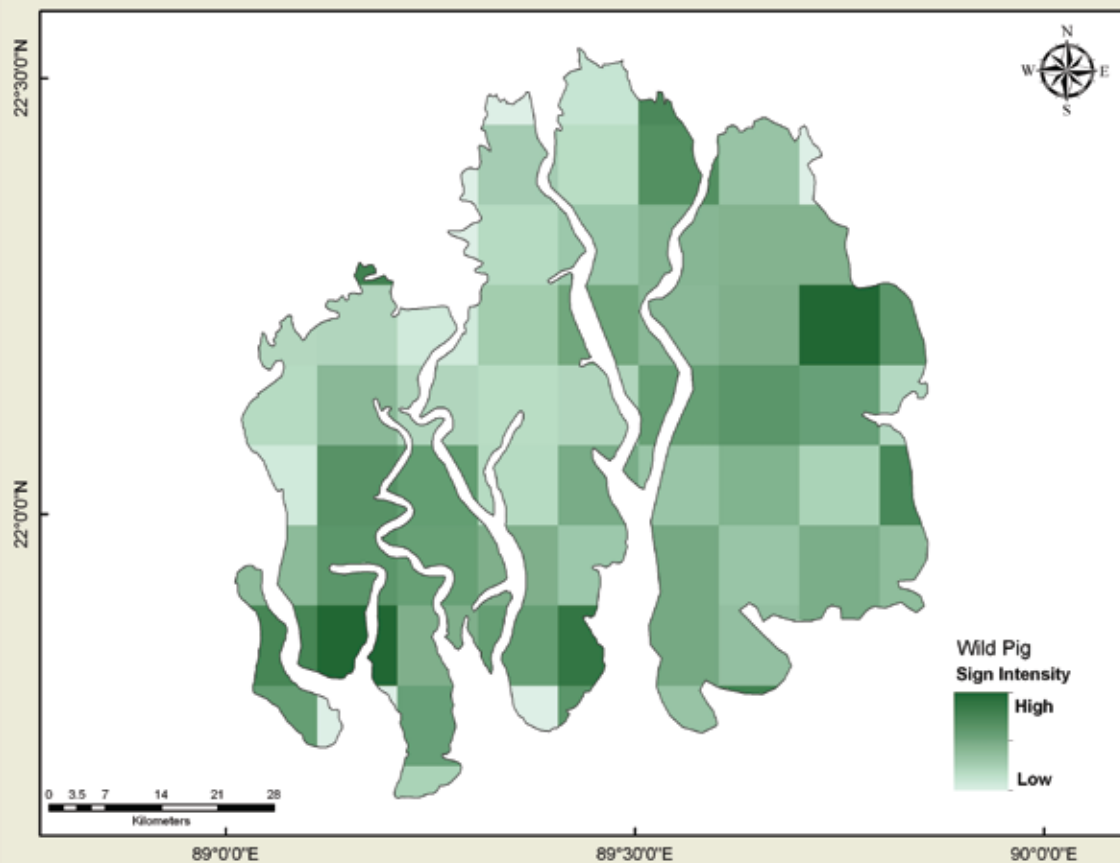 N
W E
S
22°30'0"N
22°0'0"N
Wild Pig
Sign Intensity
High
Low
0 3.5 7 14 21 28
Kilometers
89°0'0"E 89°30'0"E 90°0'0"E